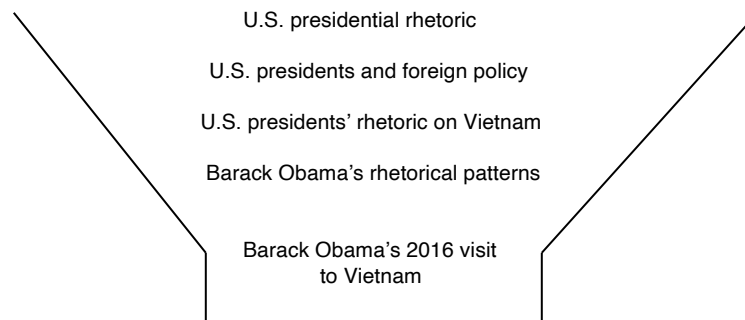 U.S. presidential rhetoric
U.S. presidents and foreign policy
U.S. presidents’ rhetoric on Vietnam
Barack Obama’s rhetorical patterns
Barack Obama’s 2016 visit
to Vietnam